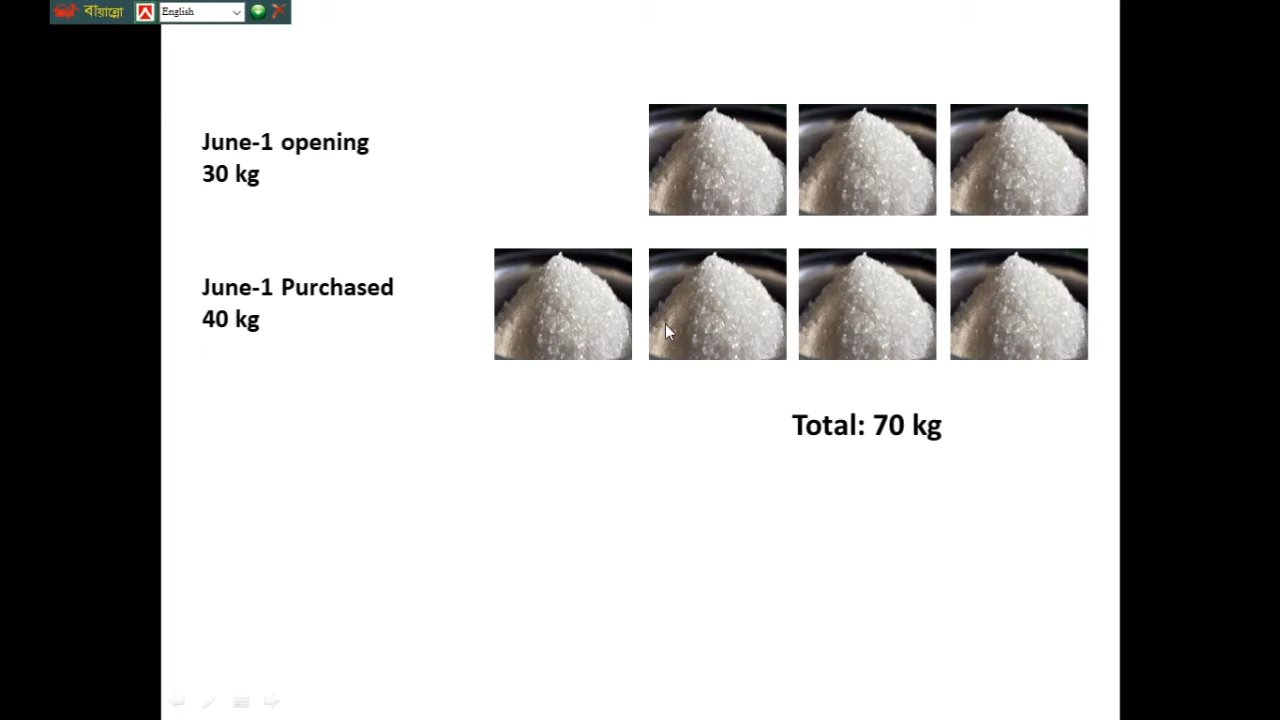 বায়ান্নো English
June-1 opening
30 kg
June-1 Purchased
40 kg
Total: 70 kg